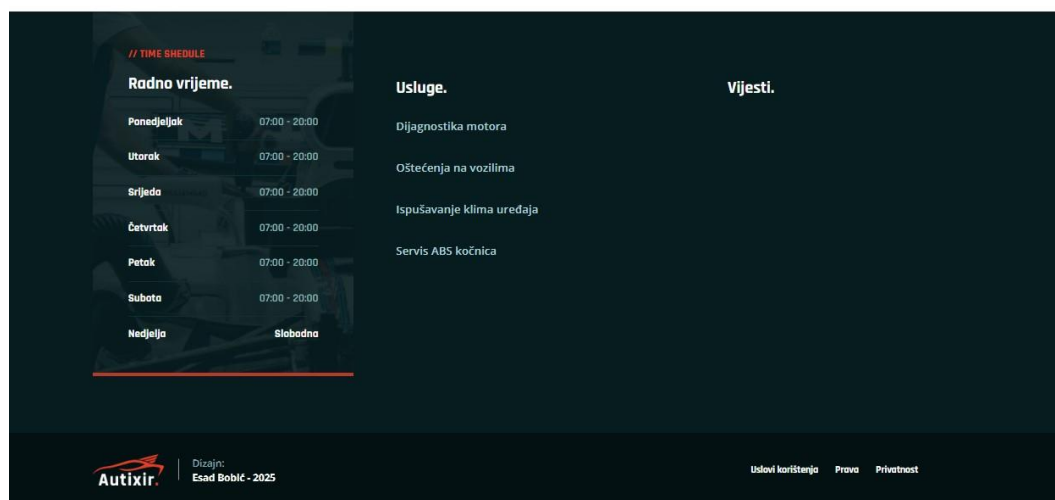 // TIME SHEDULE
Radno vrijeme.
Ponedjeljak 07:00 - 20:00
Utorak 07:00 - 20:00
Srijeda 07:00 - 20:00
Četvrtak 07:00 - 20:00
Petak 07:00 - 20:00
Subota 07:00 - 20:00
Nedjelja Slobodna
Usluge.
Dijagnostika motora
Oštećenja na vozilima
Ispušavanje klima uređaja
Servis ABS kočnica
Vijesti.
Autixir.
Dizajn:
Esad Bobić - 2025
Uslovi korištenja Prava Privatnost